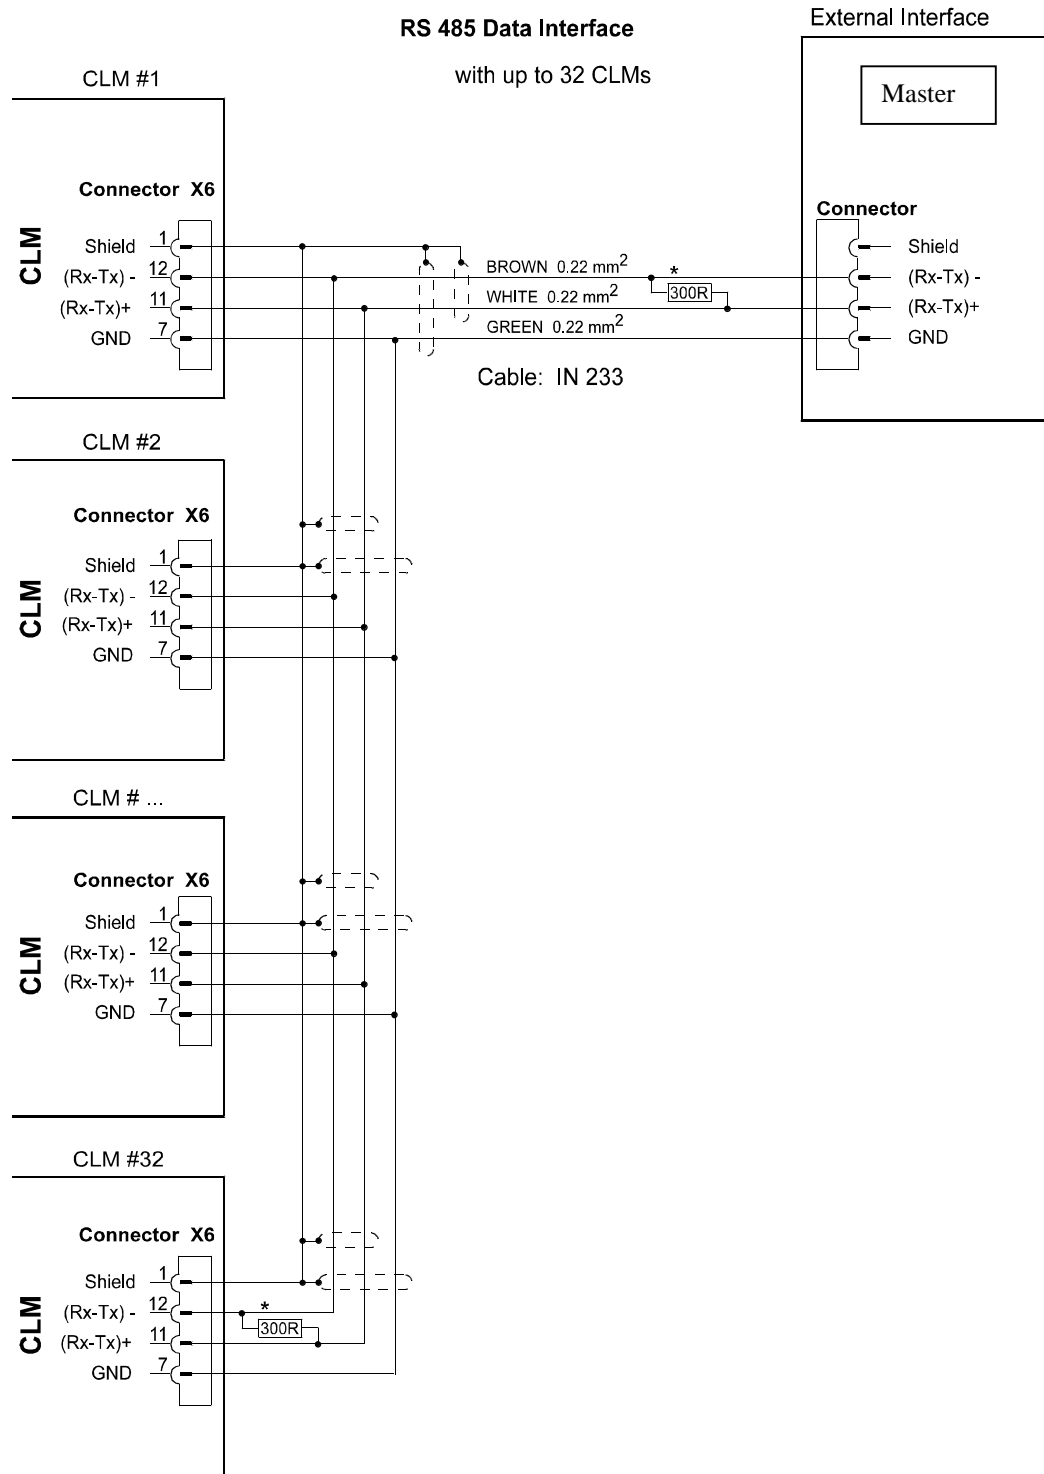 RS 485 Data Interface
External Interface
with up to 32 CLMs
CLM #1
Master
Connector X6
Connector
CLM
Shield 1
(Rx-Tx) - 12
(Rx-Tx)+ 11
GND 7
BROWN 0.22 mm2
*
300R
WHITE 0.22 mm2
GREEN 0.22 mm2
Shield
(Rx-Tx) -
(Rx-Tx)+
GND
Cable: IN 233
CLM #2
Connector X6
CLM
Shield 1
(Rx-Tx) - 12
(Rx-Tx)+ 11
GND 7
CLM # ...
Connector X6
CLM
Shield 1
(Rx-Tx) - 12
(Rx-Tx)+ 11
GND 7
CLM #32
Connector X6
CLM
Shield 1
(Rx-Tx) - 12
*
300R
(Rx-Tx)+ 11
GND 7